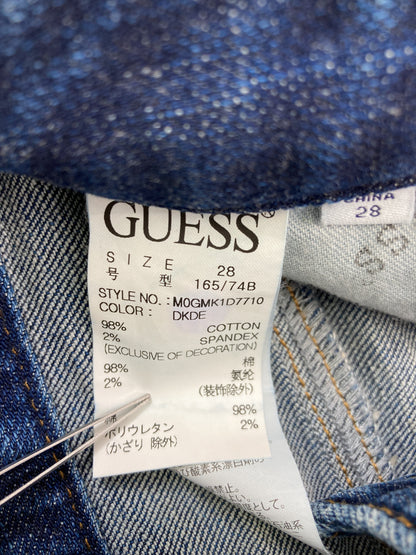 GUESS®
SIZE 28
号型 165/74B
STYLE NO.: M0GMK1D7710
COLOR: DKDE
98% COTTON
2% SPANDEX
(EXCLUSIVE OF DECORATION)
98% 棉
2% 氨纶
(装饰除外)
綿 98%
ポリウレタン 2%
(かざり 除外)
CHINA
28